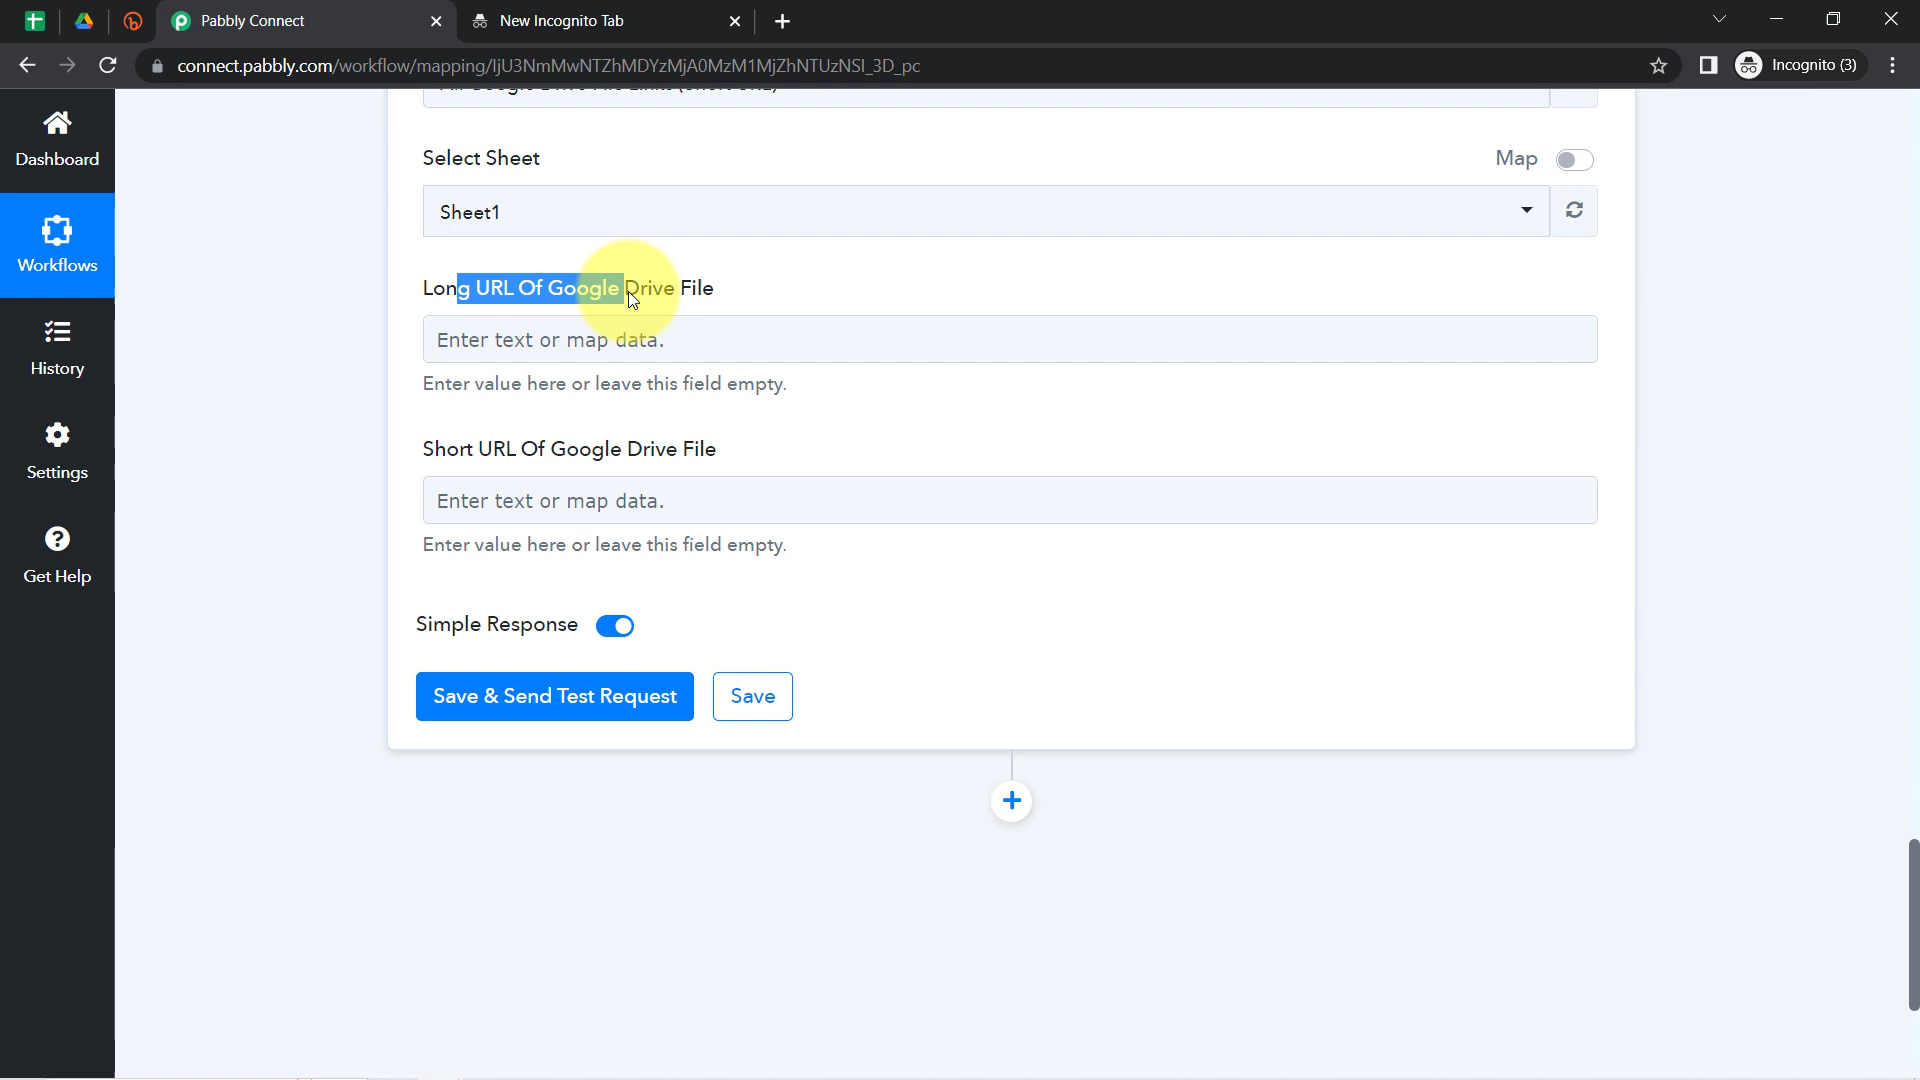 Pabbly Connect
New Incognito Tab
connect.pabbly.com/workflow/mapping/IjU3NmMwNTZhMDYzMjA0MzM1MjZhNTUzNSI_3D_pc
Incognito (3)
Dashboard
Workflows
History
Settings
Get Help
Select Sheet
Map
Sheet1
Long URL Of Google Drive File
Enter text or map data.
Enter value here or leave this field empty.
Short URL Of Google Drive File
Enter text or map data.
Enter value here or leave this field empty.
Simple Response
Save & Send Test Request
Save